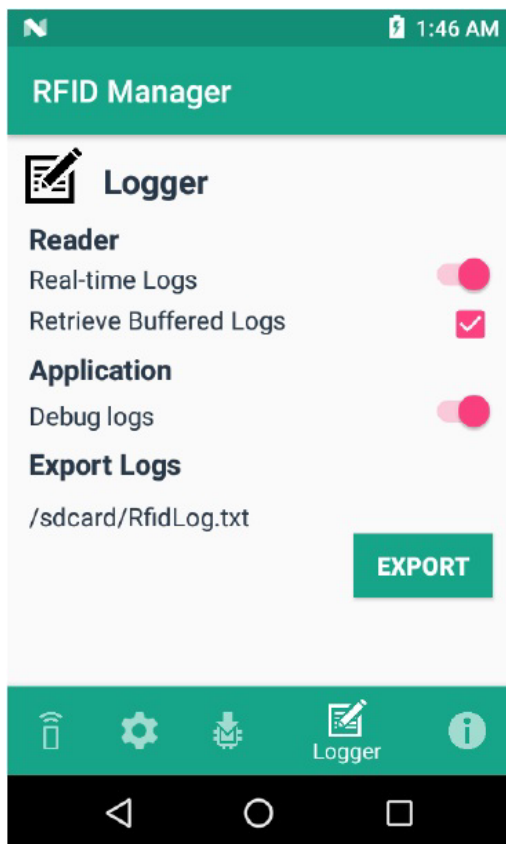 1:46 AM
RFID Manager
Logger
Reader
Real-time Logs
Retrieve Buffered Logs
Application
Debug logs
Export Logs
/sdcard/RfidLog.txt
EXPORT
Logger